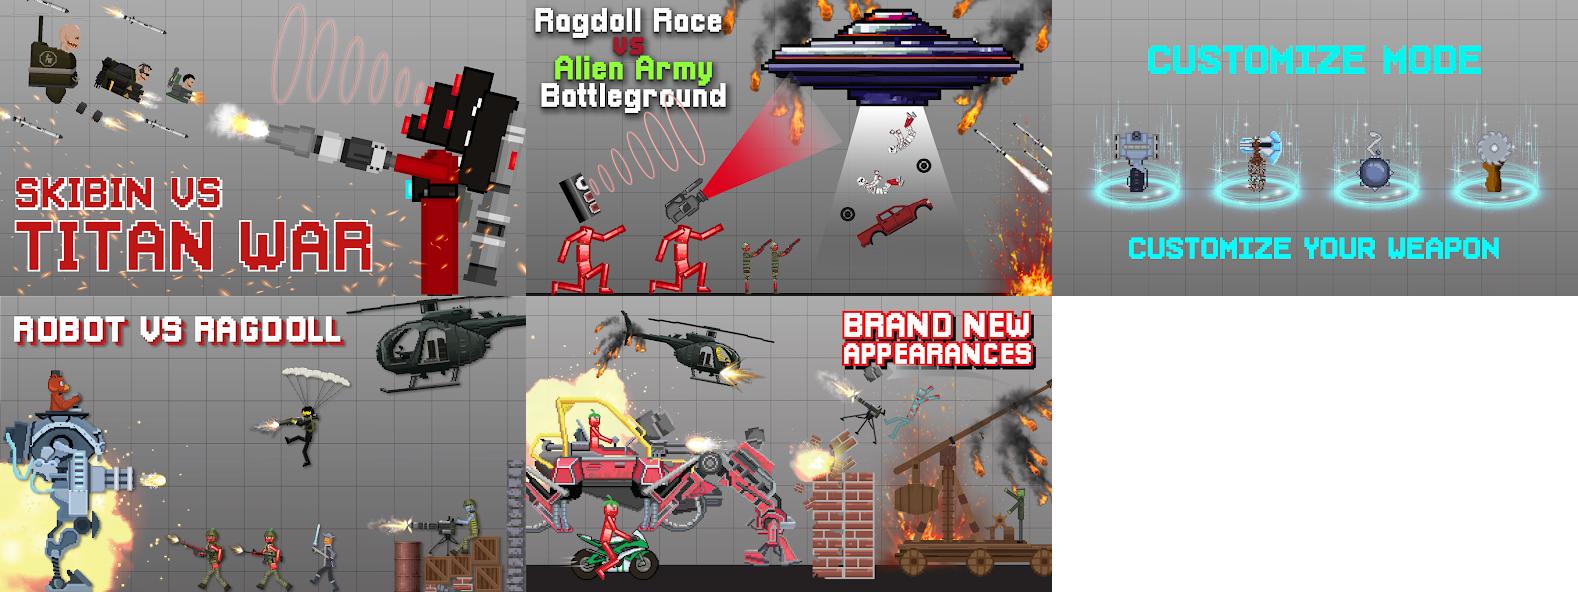 SKIBIN VS
TITAN WAR
Ragdoll Race
vs
Alien Army
Battleground
CUSTOMIZE MODE
CUSTOMIZE YOUR WEAPON
ROBOT VS RAGDOLL
BRAND NEW
APPEARANCES